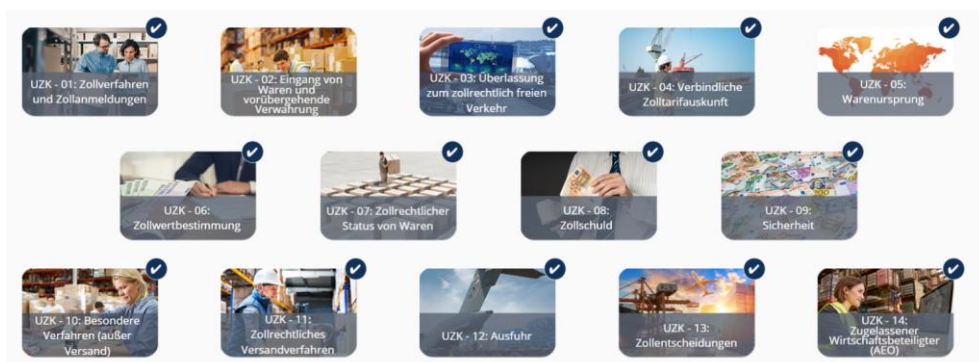 UZK - 01: Zollverfahren
und Zollanmeldungen
UZK - 02: Eingang von
Waren und
vorübergehende
Verwahrung
UZK - 03: Überlassung
zum zollrechtlich freien
Verkehr
UZK - 04: Verbindliche
Zolltarifauskunft
UZK - 05:
Warenursprung
UZK - 06:
Zollwertbestimmung
UZK - 07: Zollrechtlicher
Status von Waren
UZK - 08:
Zollschuld
UZK - 09:
Sicherheit
UZK - 10: Besondere
Verfahren (außer
Versand)
UZK - 11:
Zollrechtliches
Versandverfahren
UZK - 12: Ausfuhr
UZK - 13:
Zollentscheidungen
UZK - 14:
Zugelassener
Wirtschaftsbeteiligter
(AEO)